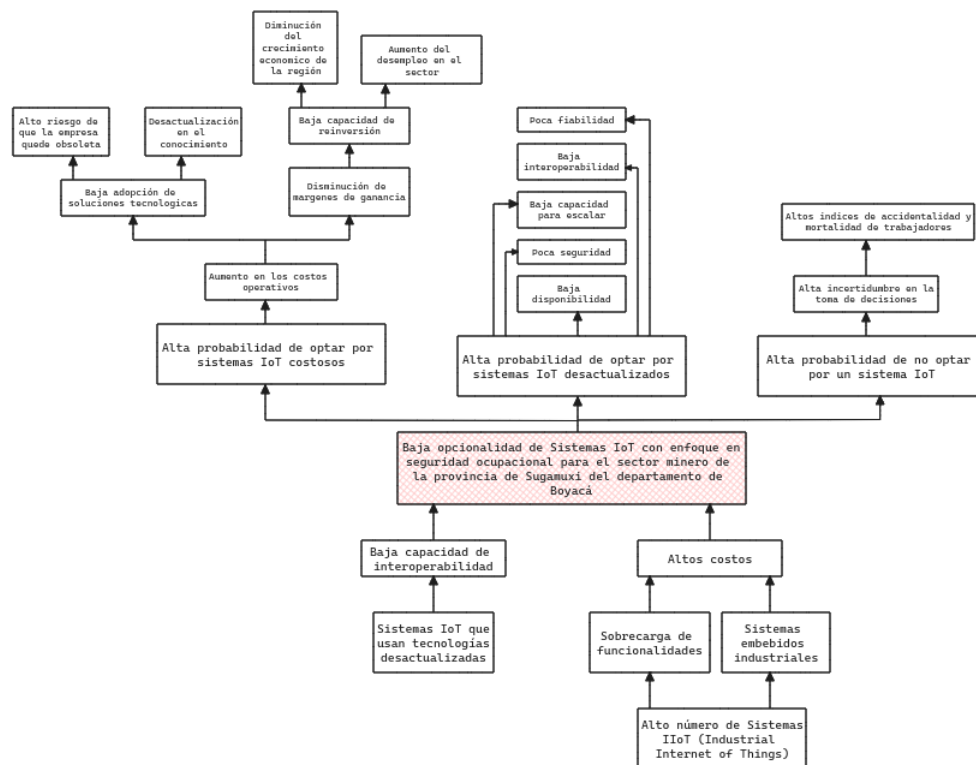 Diminución
del
crecimiento
economico de
la región
Aumento del
desempleo en el
sector
Alto riesgo de
que la empresa
quede obsoleta
Desactualización
en el
conocimiento
Baja capacidad de
reinversión
Poca fiabilidad
Baja
interoperabilidad
Baja adopción de
soluciones tecnologicas
Disminución de
margenes de ganancia
Baja capacidad
para escalar
Altos indices de accidentalidad y
mortalidad de trabajadores
Poca seguridad
Aumento en los costos
operativos
Baja
disponibilidad
Alta incertidumbre en la
toma de decisiones
Alta probabilidad de optar por
sistemas IoT costosos
Alta probabilidad de optar por
sistemas IoT desactualizados
Alta probabilidad de no optar
por un sistema IoT
Baja opcionalidad de Sistemas IoT con enfoque en
seguridad ocupacional para el sector minero de
la provincia de Sugamuxi del departamento de
Boyacá
Baja capacidad de
interoperabilidad
Altos costos
Sistemas IoT que
usan tecnologías
desactualizadas
Sobrecarga de
funcionalidades
Sistemas
embebidos
industriales
Alto número de Sistemas
IIoT (Industrial
Internet of Things)